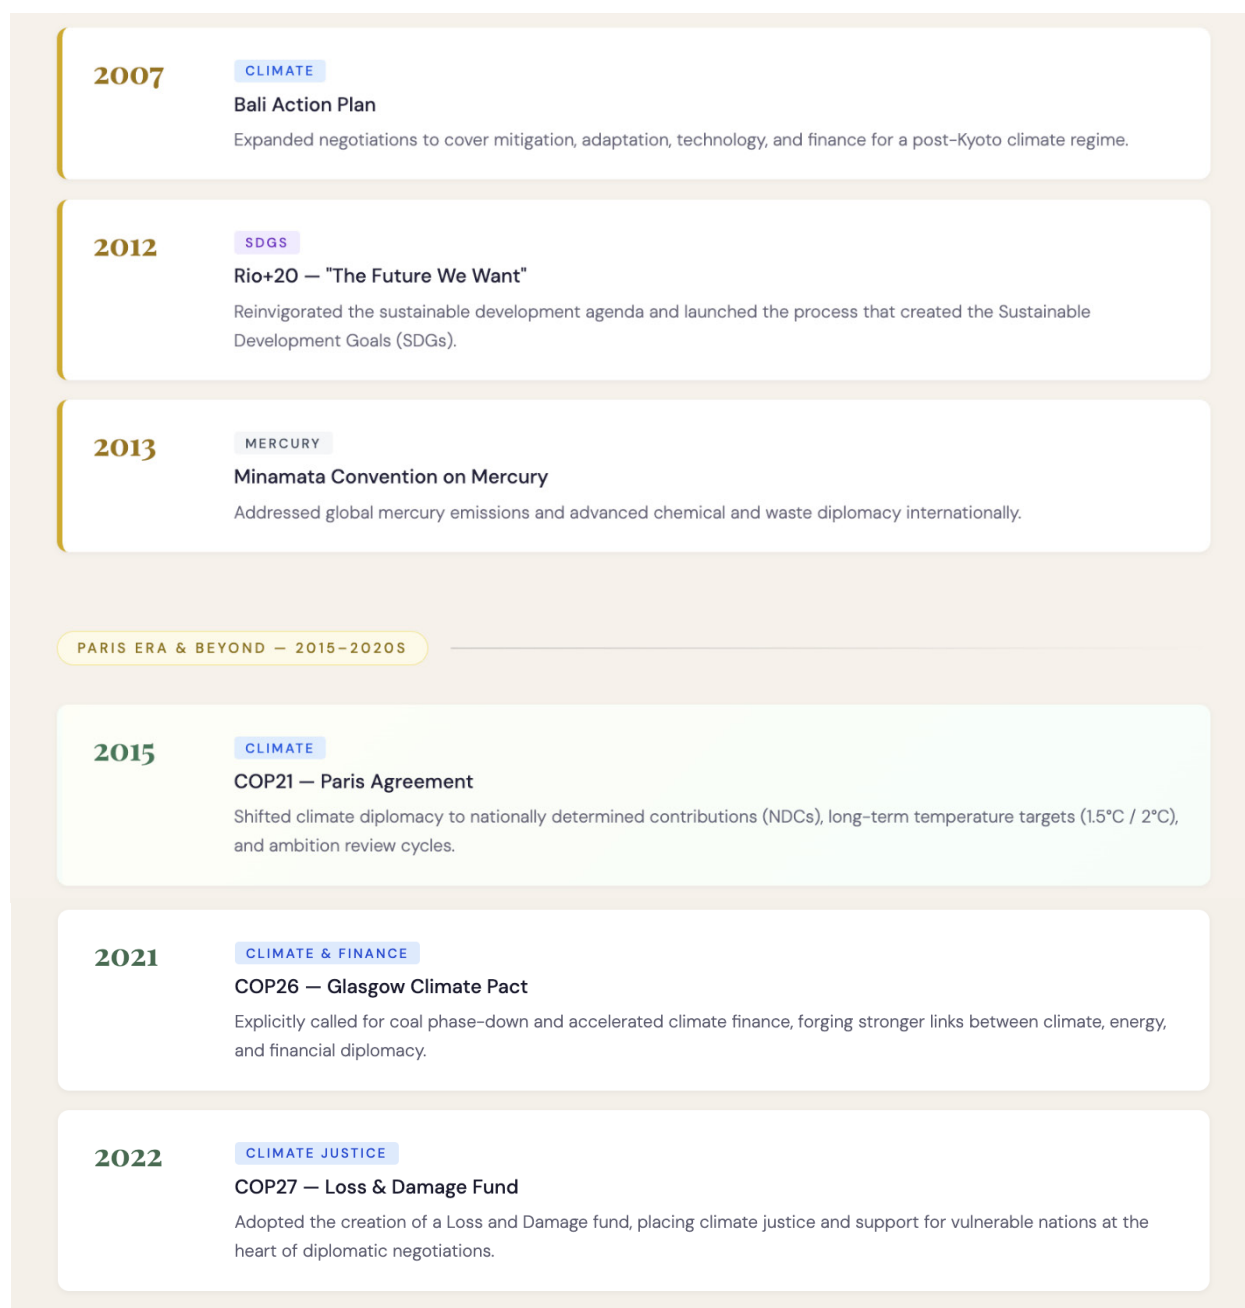 2007
CLIMATE
Bali Action Plan
Expanded negotiations to cover mitigation, adaptation, technology, and finance for a post-Kyoto climate regime.
2012
SDGS
Rio+20 — "The Future We Want"
Reinvigorated the sustainable development agenda and launched the process that created the Sustainable
Development Goals (SDGs).
2013
MERCURY
Minamata Convention on Mercury
Addressed global mercury emissions and advanced chemical and waste diplomacy internationally.
PARIS ERA & BEYOND — 2015–2020S
2015
CLIMATE
COP21 — Paris Agreement
Shifted climate diplomacy to nationally determined contributions (NDCs), long-term temperature targets (1.5°C / 2°C),
and ambition review cycles.
2021
CLIMATE & FINANCE
COP26 — Glasgow Climate Pact
Explicitly called for coal phase-down and accelerated climate finance, forging stronger links between climate, energy,
and financial diplomacy.
2022
CLIMATE JUSTICE
COP27 — Loss & Damage Fund
Adopted the creation of a Loss and Damage fund, placing climate justice and support for vulnerable nations at the
heart of diplomatic negotiations.